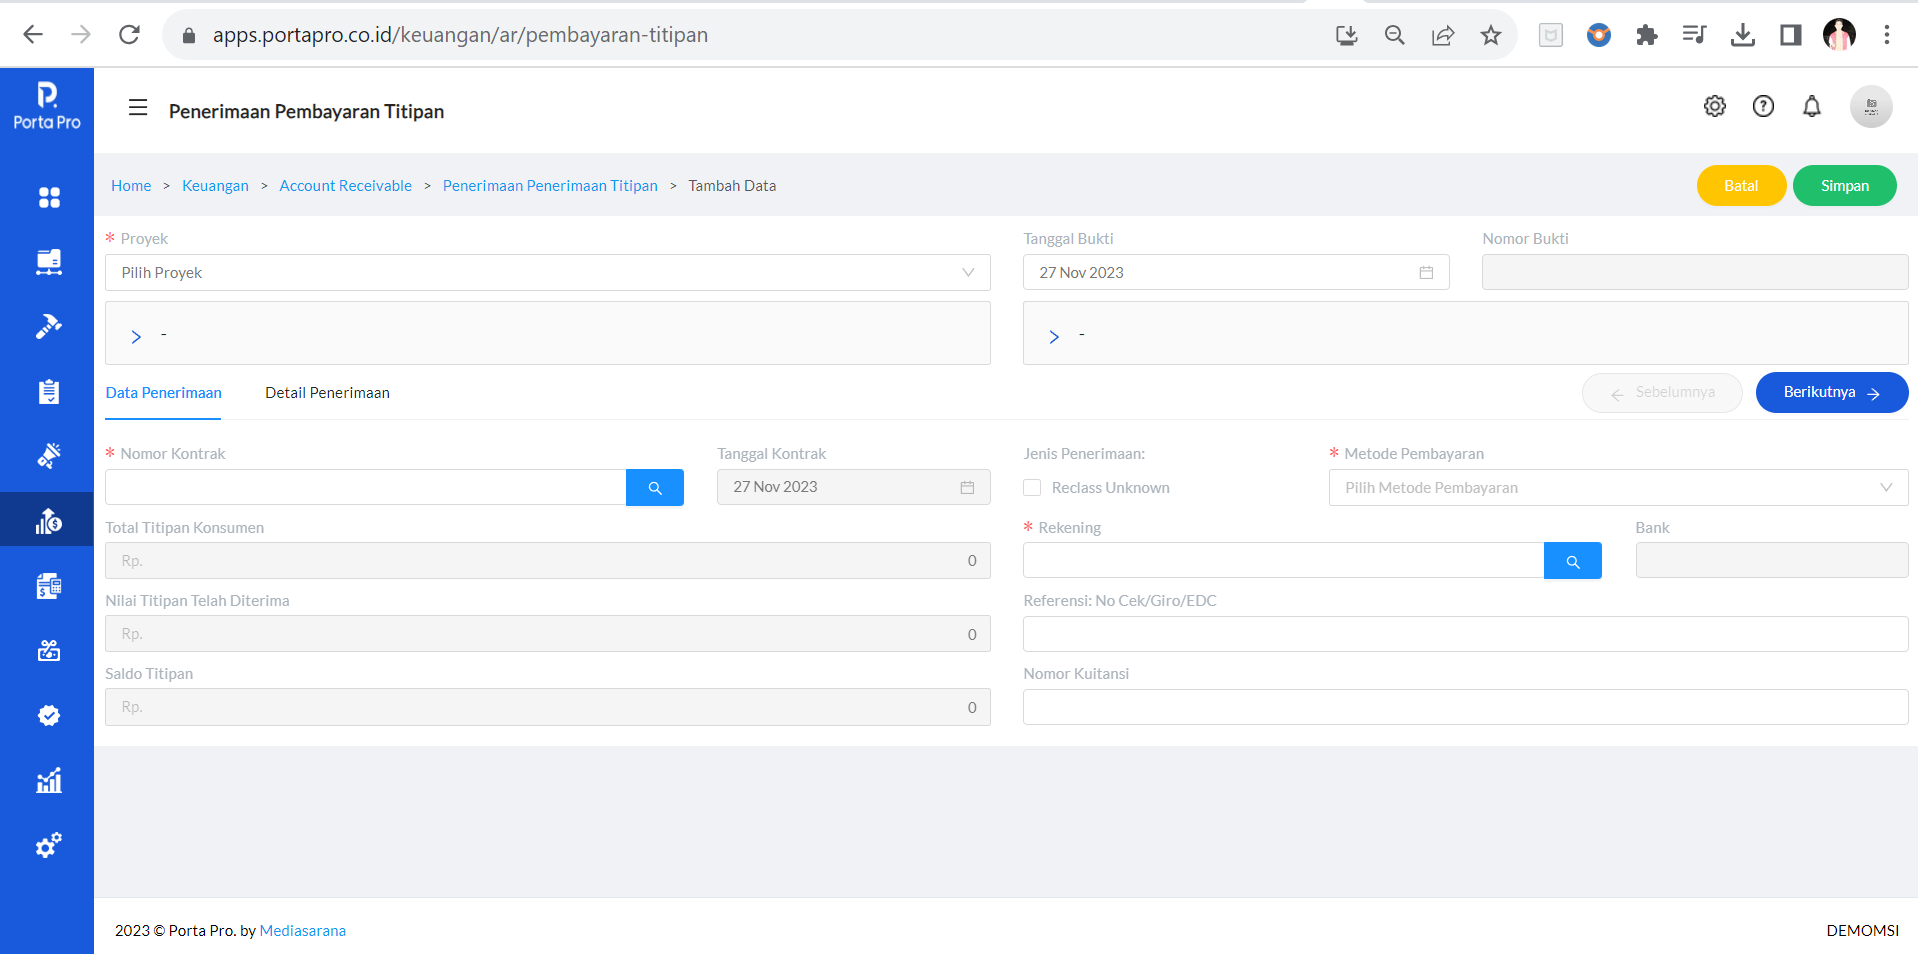 apps.portapro.co.id/keuangan/ar/pembayaran-titipan
P.
Porta Pro
Penerimaan Pembayaran Titipan
Home > Keuangan > Account Receivable > Penerimaan Penerimaan Titipan > Tambah Data
Batal
Simpan
* Proyek
Tanggal Bukti
Nomor Bukti
Pilih Proyek
27 Nov 2023
> -
> -
Data Penerimaan
Detail Penerimaan
← Sebelumnya
Berikutnya →
* Nomor Kontrak
Tanggal Kontrak
Jenis Penerimaan:
* Metode Pembayaran
27 Nov 2023
Reclass Unknown
Pilih Metode Pembayaran
Total Titipan Konsumen
* Rekening
Bank
Rp. 0
Nilai Titipan Telah Diterima
Referensi: No Cek/Giro/EDC
Rp. 0
Saldo Titipan
Nomor Kuitansi
Rp. 0
2023 © Porta Pro. by Mediasarana
DEMOMSI